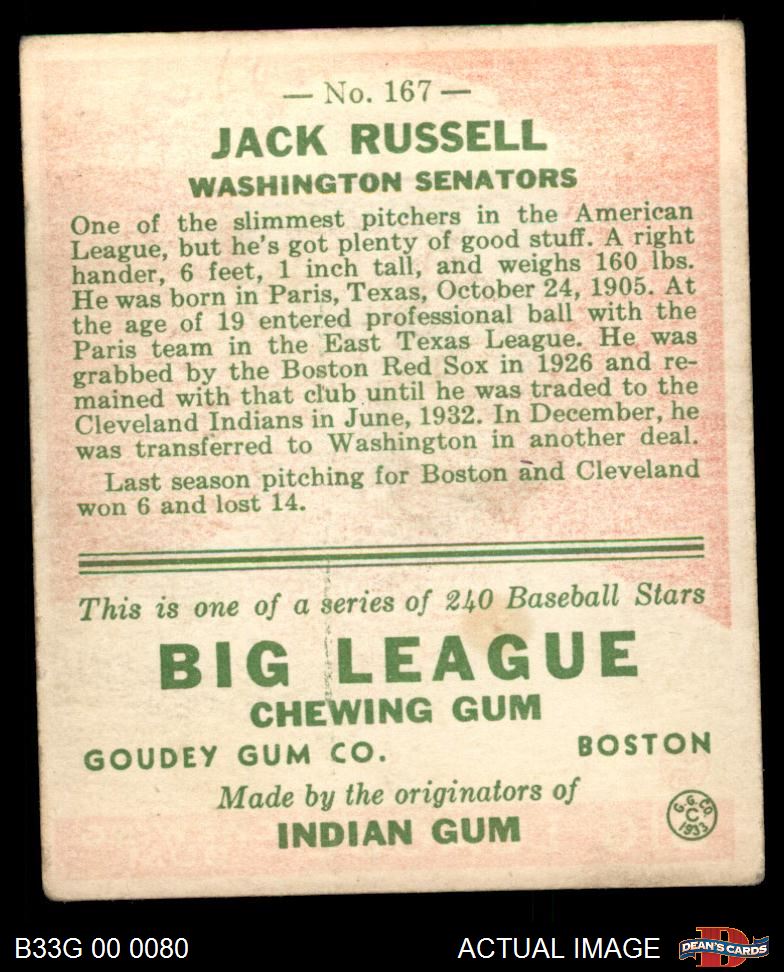 — No. 167 —
JACK RUSSELL
WASHINGTON SENATORS
One of the slimmest pitchers in the American
League, but he's got plenty of good stuff. A right
hander, 6 feet, 1 inch tall, and weighs 160 lbs.
He was born in Paris, Texas, October 24, 1905. At
the age of 19 entered professional ball with the
Paris team in the East Texas League. He was
grabbed by the Boston Red Sox in 1926 and re-
mained with that club until he was traded to the
Cleveland Indians in June, 1932. In December, he
was transferred to Washington in another deal.
Last season pitching for Boston and Cleveland
won 6 and lost 14.
This is one of a series of 240 Baseball Stars
BIG LEAGUE
CHEWING GUM
GOUDEY GUM CO. BOSTON
Made by the originators of
INDIAN GUM
G.G.CO.
C
1933
B33G 00 0080 ACTUAL IMAGE
D
DEAN'S CARDS